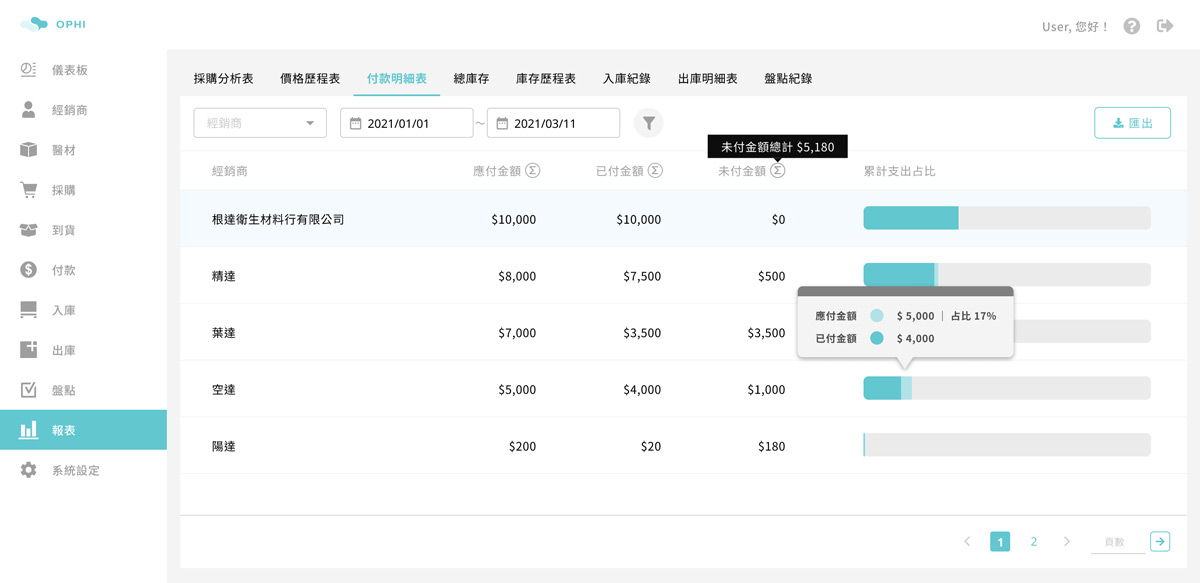 OPHI
User, 您好！
儀表板
經銷商
醫材
採購
到貨
付款
入庫
出庫
盤點
報表
系統設定
採購分析表 價格歷程表 付款明細表 總庫存 庫存歷程表 入庫紀錄 出庫明細表 盤點紀錄
經銷商 2021/01/01 ~ 2021/03/11 匯出
未付金額總計 $5,180
經銷商 應付金額 Σ 已付金額 Σ 未付金額 Σ 累計支出占比
根達衛生材料行有限公司 $10,000 $10,000 $0
精達 $8,000 $7,500 $500
葉達 $7,000 $3,500 $3,500
應付金額 $ 5,000 | 占比 17%
已付金額 $ 4,000
空達 $5,000 $4,000 $1,000
陽達 $200 $20 $180
1 2 頁數